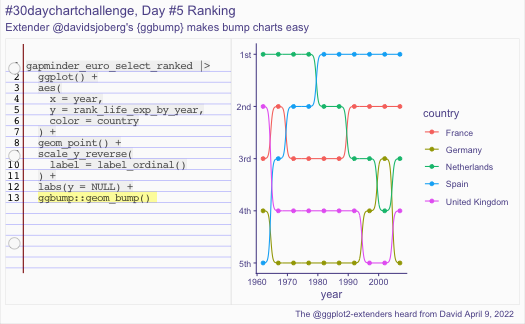 #30daychartchallenge, Day #5 Ranking
Extender @davidsjoberg's {ggbump} makes bump charts easy
1 gapminder_euro_select_ranked |>
2 ggplot() +
3 aes(
4 x = year,
5 y = rank_life_exp_by_year,
6 color = country
7 ) +
8 geom_point() +
scale_y_reverse(
10 label = label_ordinal()
11 ) +
12 labs(y = NULL) +
13 ggbump::geom_bump()
1st
2nd
3rd
4th
5th
1960 1970 1980 1990 2000
year
country
France
Germany
Netherlands
Spain
United Kingdom
The @ggplot2-extenders heard from David April 9, 2022